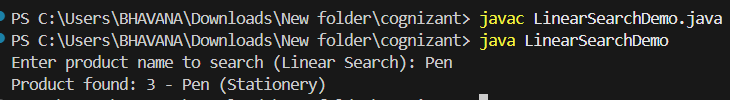 PS C:\Users\BHAVANA\Downloads\New folder\cognizant> javac LinearSearchDemo.java
PS C:\Users\BHAVANA\Downloads\New folder\cognizant> java LinearSearchDemo
Enter product name to search (Linear Search): Pen
Product found: 3 - Pen (Stationery)